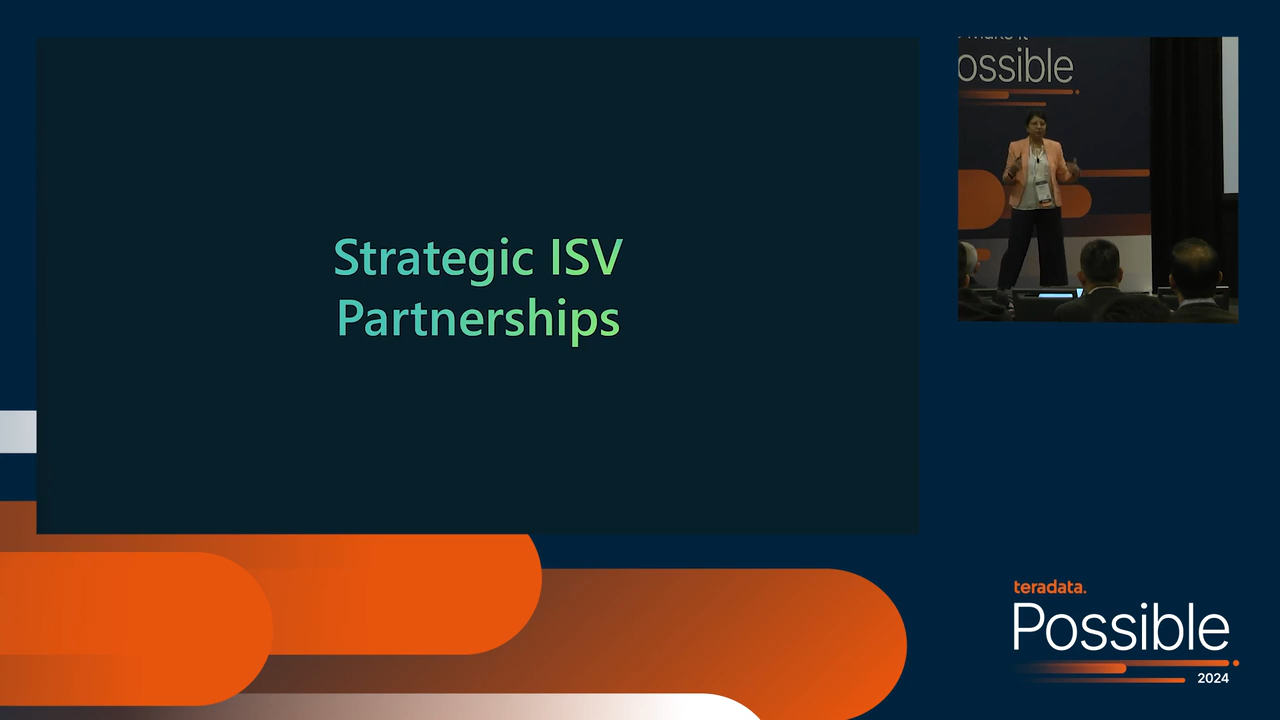 Strategic ISV
Partnerships
ossible
teradata.
Possible
2024